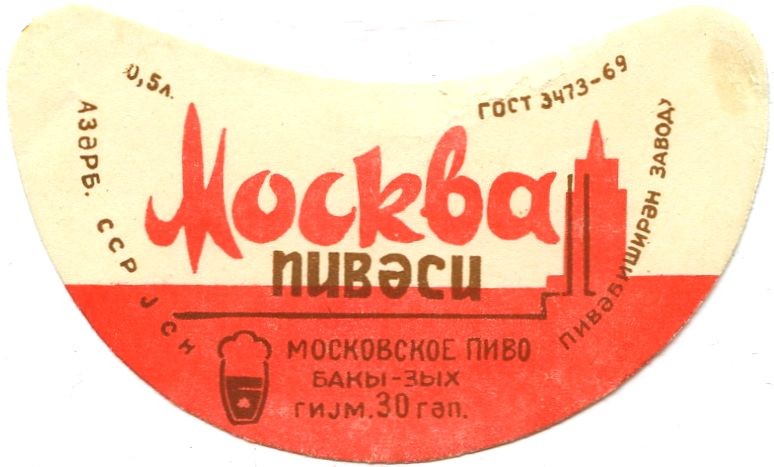 0,5л.
ГОСТ 3473-69
АЗӘРБ. ССР ЈСН
Москва
пивәси
ПИВӘБИШИРӘН ЗАВОДУ
МОСКОВСКОЕ ПИВО
БАКЫ-ЗЫХ
гиjм. 30 гәп.